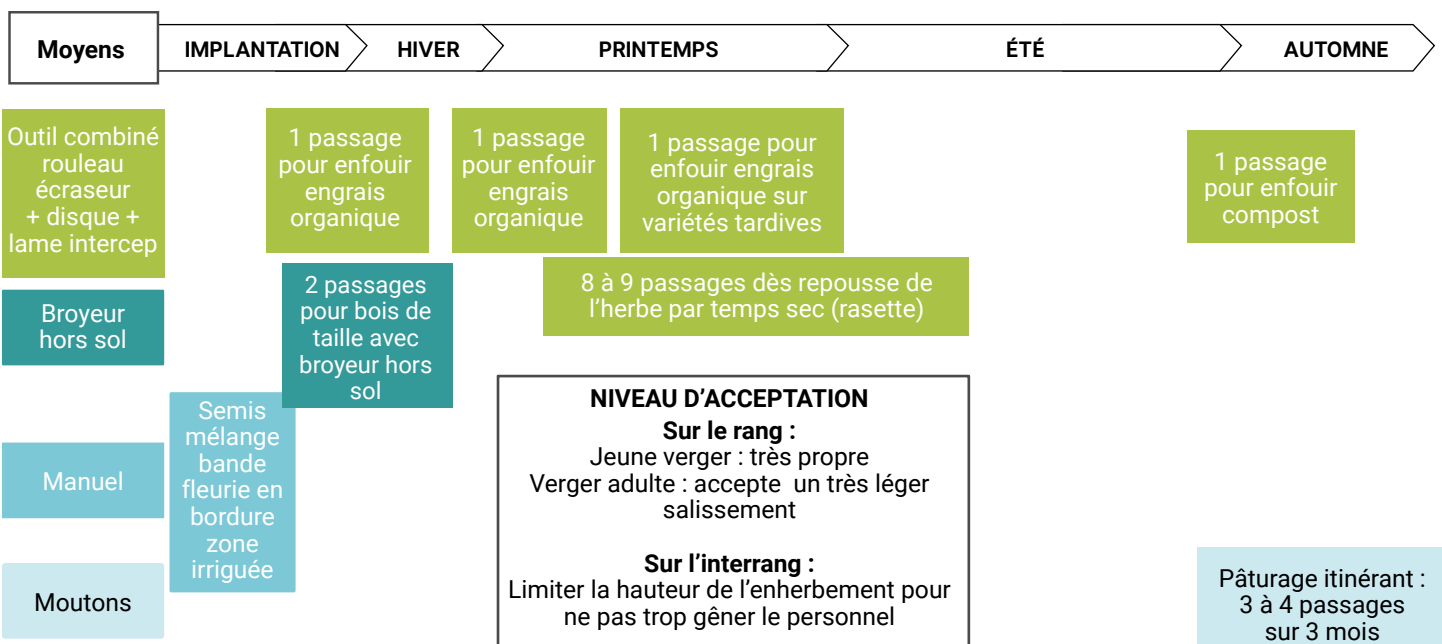 Moyens
IMPLANTATION
HIVER
PRINTEMPS
ÉTÉ
AUTOMNE
Outil combiné
rouleau
écraseur
+ disque +
lame intercep
1 passage
pour enfouir
engrais
organique
1 passage
pour enfouir
engrais
organique
1 passage pour
enfouir engrais
organique sur
variétés tardives
1 passage
pour enfouir
compost
8 à 9 passages dès repousse de
l’herbe par temps sec (rasette)
Broyeur
hors sol
2 passages
pour bois de
taille avec
broyeur hors
sol
Manuel
Semis
mélange
bande
fleurie en
bordure
zone
irriguée
NIVEAU D’ACCEPTATION
Sur le rang :
Jeune verger : très propre
Verger adulte : accepte un très léger
salissement
Sur l’interrang :
Limiter la hauteur de l’enherbement pour
ne pas trop gêner le personnel
Moutons
Pâturage itinérant :
3 à 4 passages
sur 3 mois